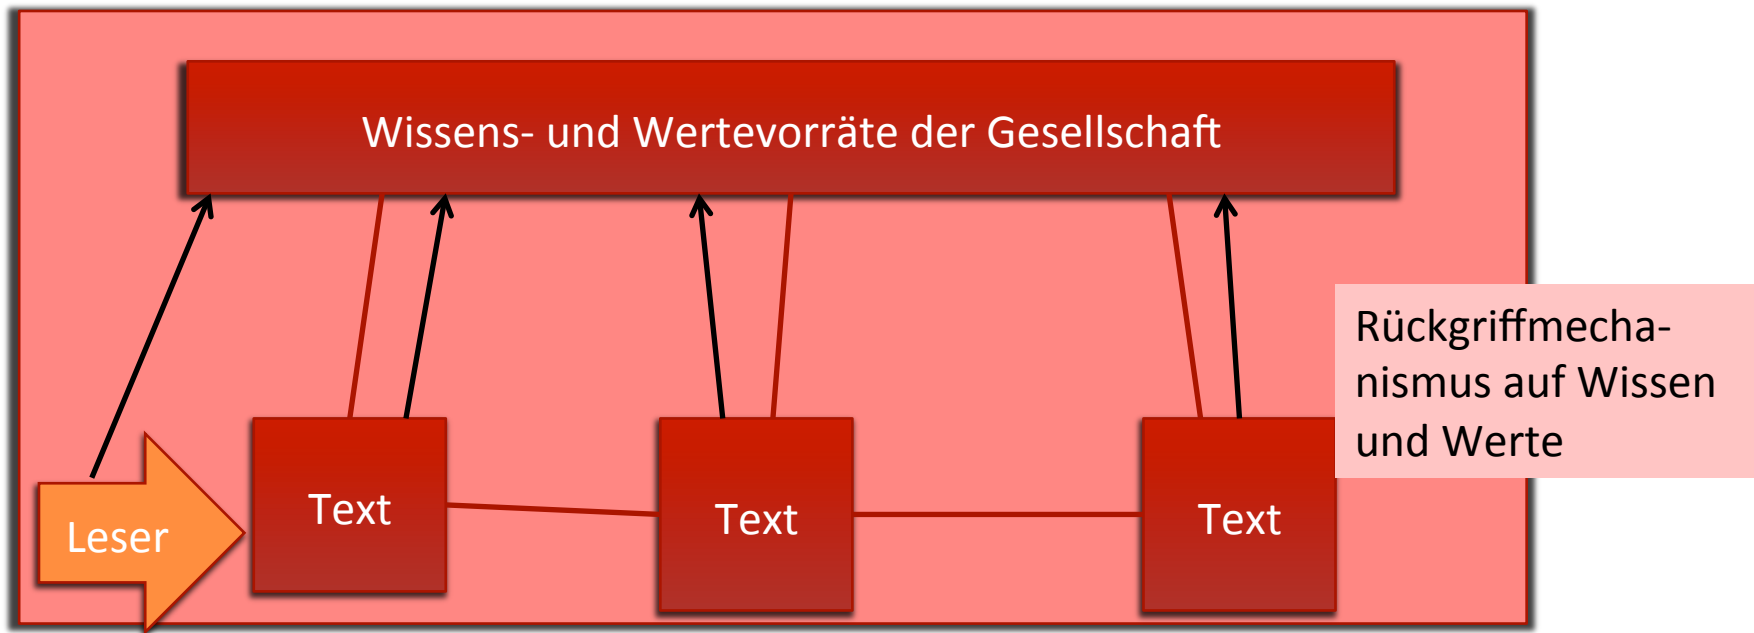 Wissens- und Wertevorräte der Gesellschaft
Rückgriffmecha-
nismus auf Wissen
und Werte
Leser
Text
Text
Text